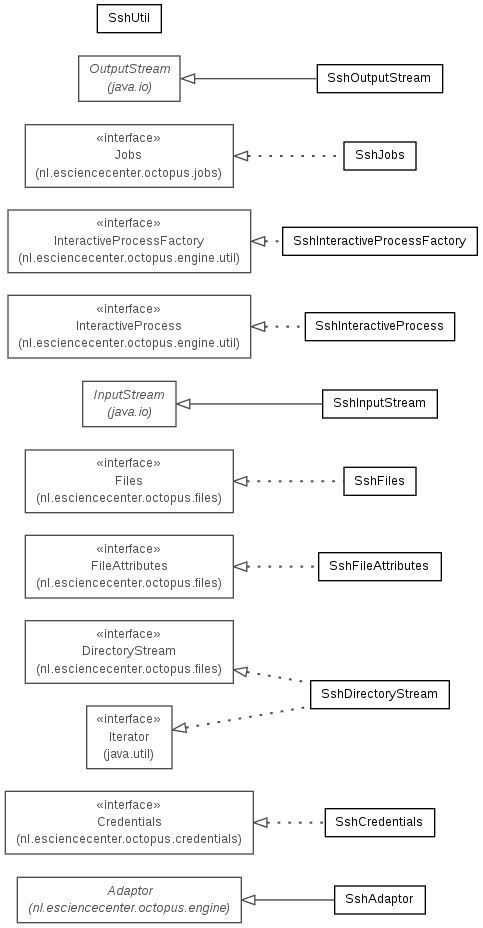 SshUtil
OutputStream
(java.io)
SshOutputStream
«interface»
Jobs
(nl.esciencecenter.octopus.jobs)
SshJobs
«interface»
InteractiveProcessFactory
(nl.esciencecenter.octopus.engine.util)
SshInteractiveProcessFactory
«interface»
InteractiveProcess
(nl.esciencecenter.octopus.engine.util)
SshInteractiveProcess
InputStream
(java.io)
SshInputStream
«interface»
Files
(nl.esciencecenter.octopus.files)
SshFiles
«interface»
FileAttributes
(nl.esciencecenter.octopus.files)
SshFileAttributes
«interface»
DirectoryStream
(nl.esciencecenter.octopus.files)
SshDirectoryStream
«interface»
Iterator
(java.util)
«interface»
Credentials
(nl.esciencecenter.octopus.credentials)
SshCredentials
Adaptor
(nl.esciencecenter.octopus.engine)
SshAdaptor